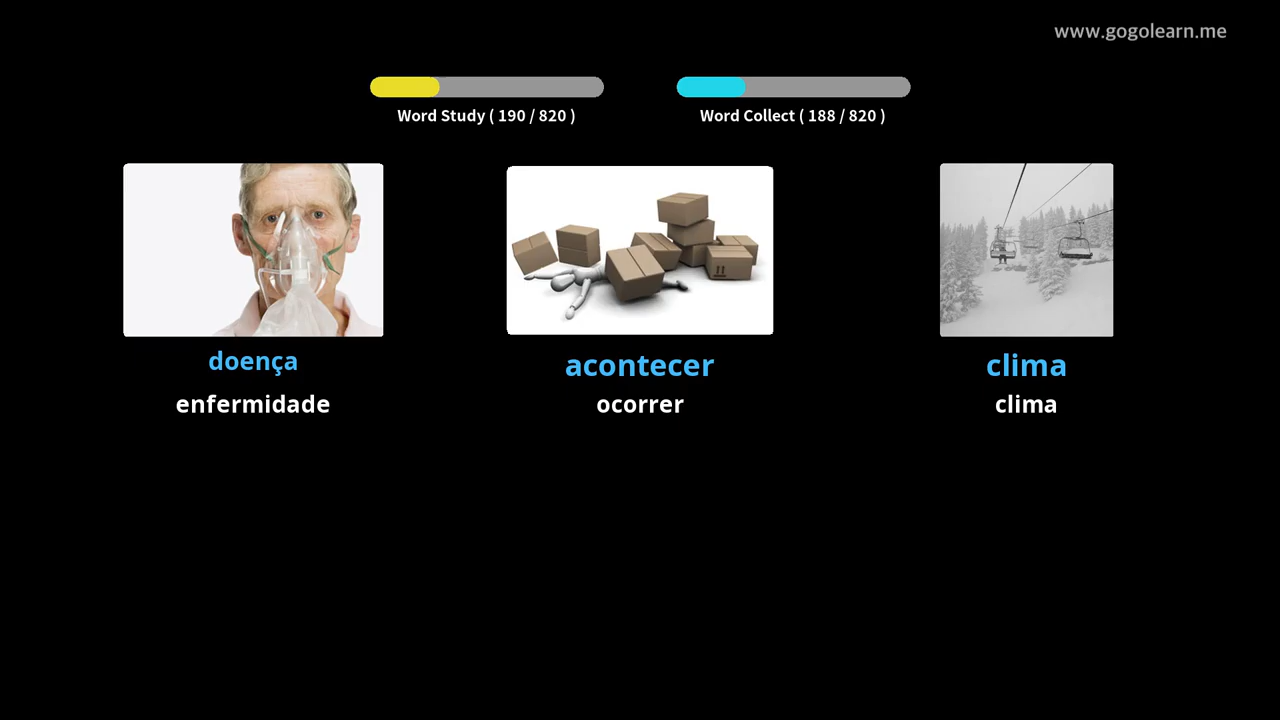 www.gogolearn.me
Word Study ( 190 / 820 )
Word Collect ( 188 / 820 )
doença
acontecer
clima
enfermidade
ocorrer
clima